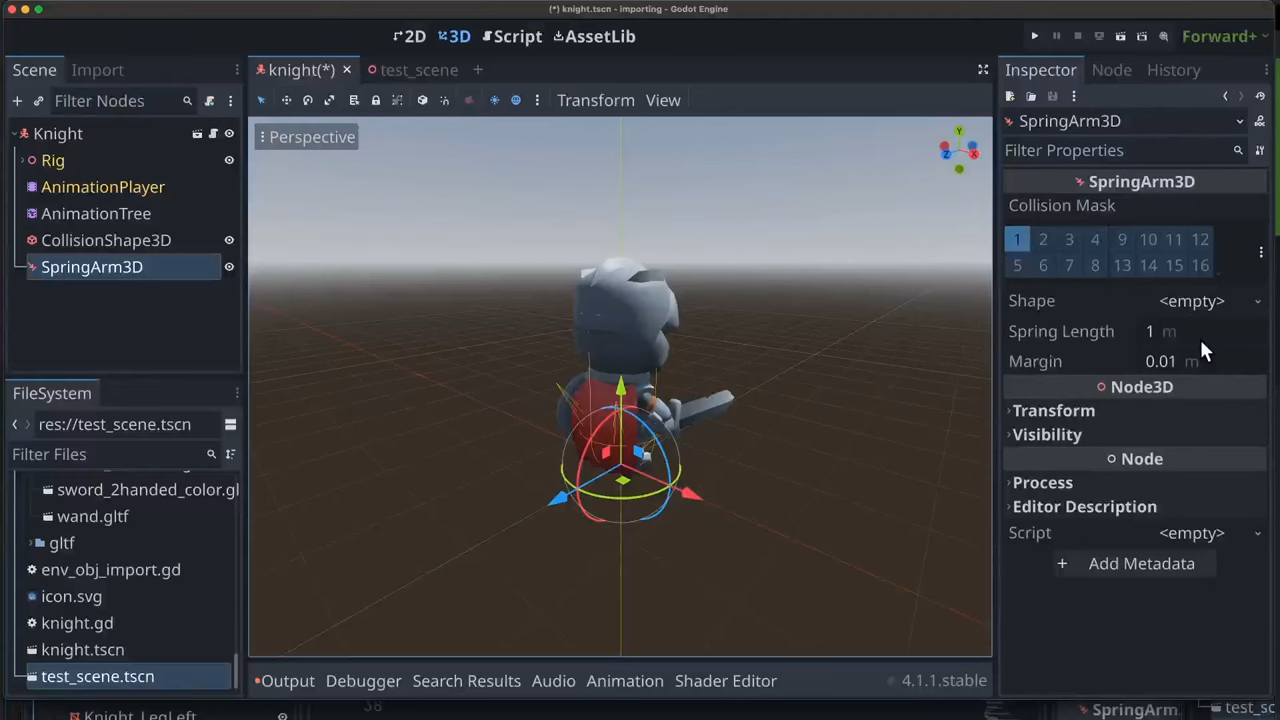 (*) knight.tscn - importing - Godot Engine
2D 3D Script AssetLib
Forward+
Scene Import
knight(*) test_scene
Inspector Node History
Filter Nodes
Transform View
SpringArm3D
Perspective
Y
Z X
Filter Properties
Knight
Rig
AnimationPlayer
AnimationTree
CollisionShape3D
SpringArm3D
SpringArm3D
Collision Mask
1 2 3 4 9 10 11 12
5 6 7 8 13 14 15 16
Shape <empty>
Spring Length 1 m
Margin 0.01 m
Node3D
Transform
Visibility
Node
Process
Editor Description
Script <empty>
Add Metadata
FileSystem
res://test_scene.tscn
Filter Files
sword_2handed_color.gl
wand.gltf
gltf
env_obj_import.gd
icon.svg
knight.gd
knight.tscn
test_scene.tscn
Output Debugger Search Results Audio Animation Shader Editor 4.1.1.stable
Knight_LegLeft
38
SpringArm
test_sc